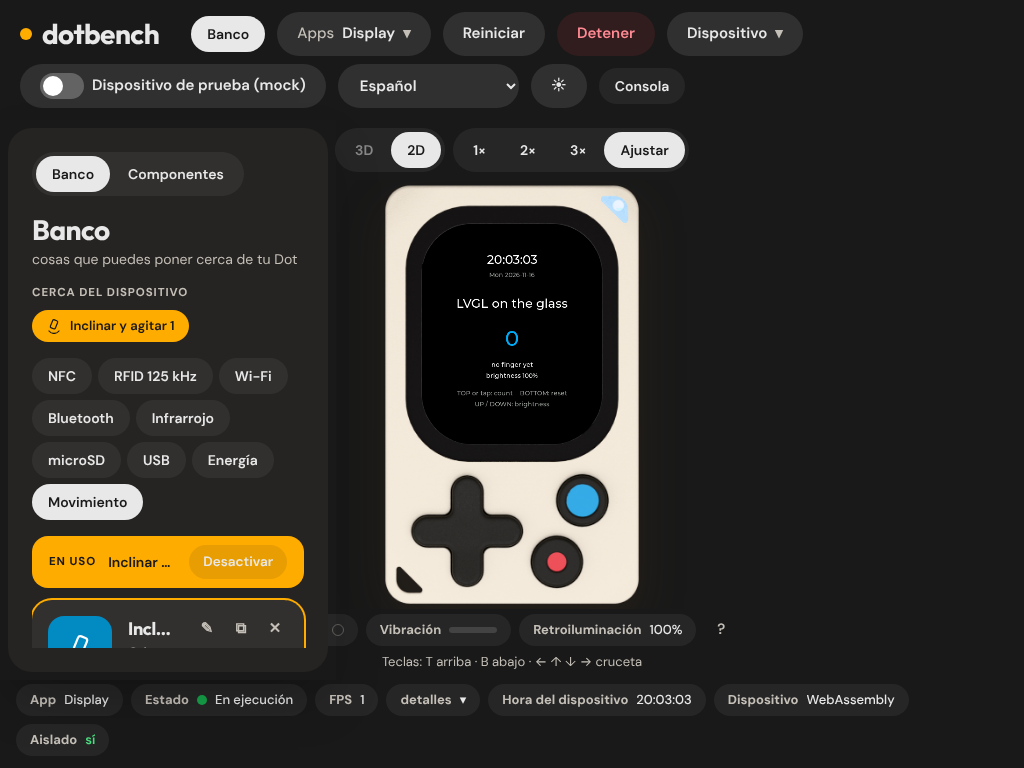 dotbench Banco Apps Display ▾ Reiniciar Detener Dispositivo ▾
Dispositivo de prueba (mock) Español Consola
Banco Componentes
3D 2D 1× 2× 3× Ajustar
Banco
cosas que puedes poner cerca de tu Dot
CERCA DEL DISPOSITIVO
Inclinar y agitar 1
NFC RFID 125 kHz Wi-Fi
Bluetooth Infrarrojo
microSD USB Energía
Movimiento
EN USO Inclinar ... Desactivar
Incl...
20:03:03
Mon 2026-11-16
LVGL on the glass
0
no finger yet
brightness 100%
TOP or tap: count BOTTOM: reset
UP / DOWN: brightness
Vibración Retroiluminación 100% ?
Teclas: T arriba · B abajo · ← ↑ ↓ → cruceta
App Display Estado En ejecución FPS 1 detalles ▾ Hora del dispositivo 20:03:03 Dispositivo WebAssembly
Aislado sí